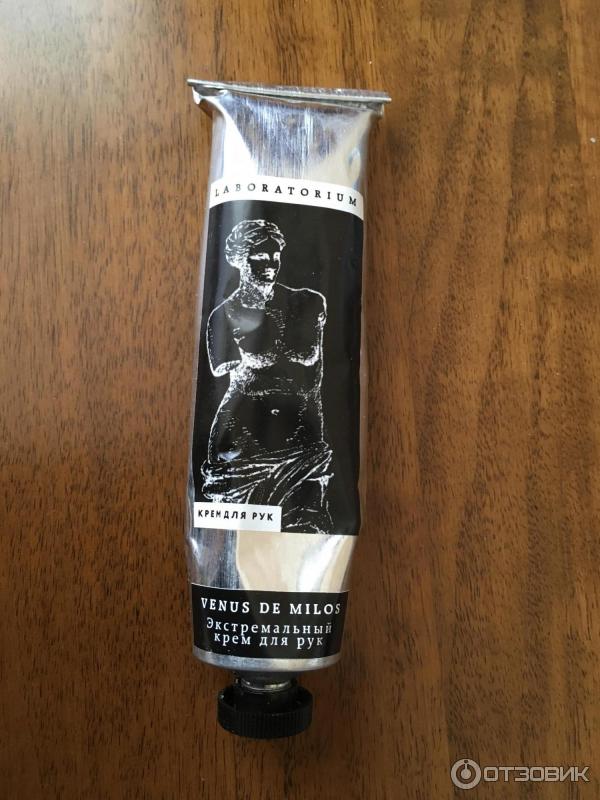 LABORATORIUM
КРЕМ ДЛЯ РУК
VENUS DE MILOS
Экстремальный
крем для рук
ОТЗОВИК